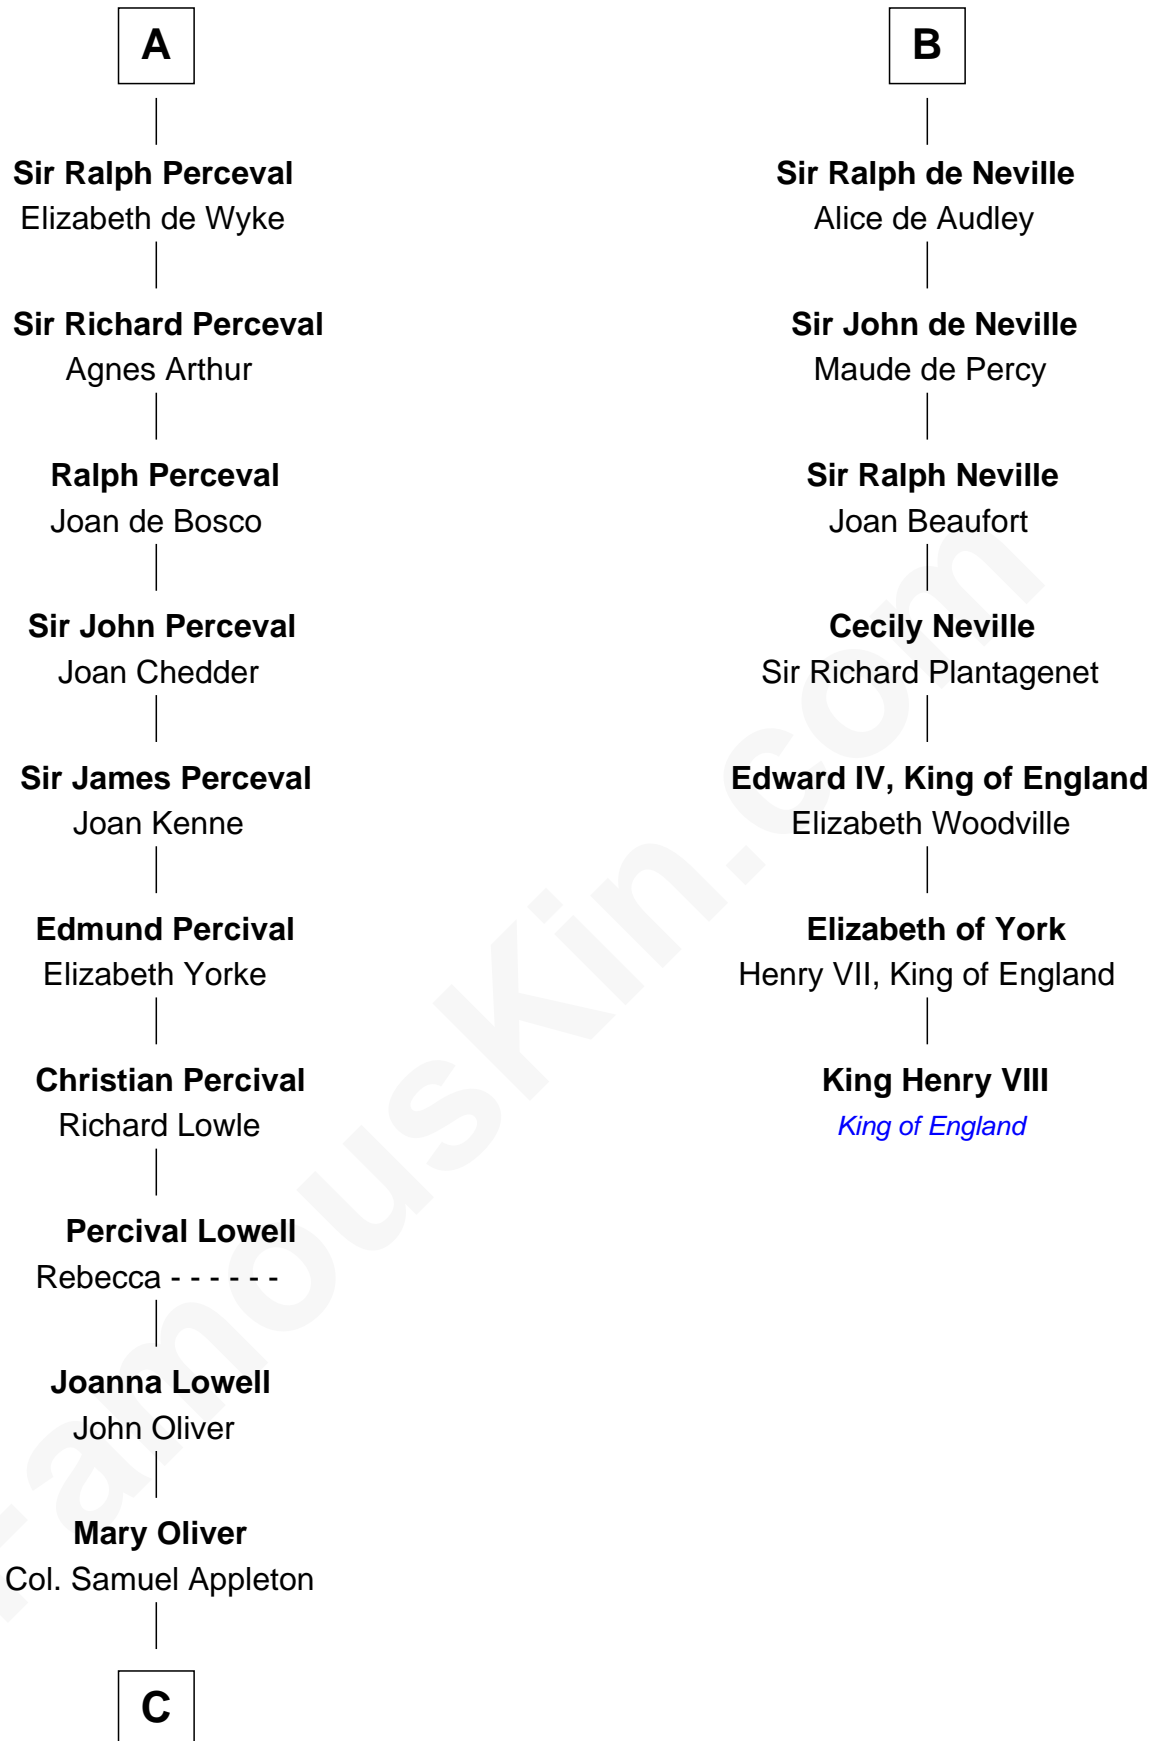 A
Sir Ralph Perceval
Elizabeth de Wyke
Sir Richard Perceval
Agnes Arthur
Ralph Perceval
Joan de Bosco
Sir John Perceval
Joan Chedder
Sir James Perceval
Joan Kenne
Edmund Percival
Elizabeth Yorke
Christian Percival
Richard Lowle
Percival Lowell
Rebecca - - - - - -
Joanna Lowell
John Oliver
Mary Oliver
Col. Samuel Appleton
C
B
Sir Ralph de Neville
Alice de Audley
Sir John de Neville
Maude de Percy
Sir Ralph Neville
Joan Beaufort
Cecily Neville
Sir Richard Plantagenet
Edward IV, King of England
Elizabeth Woodville
Elizabeth of York
Henry VII, King of England
King Henry VIII
King of England
FamousKin.com